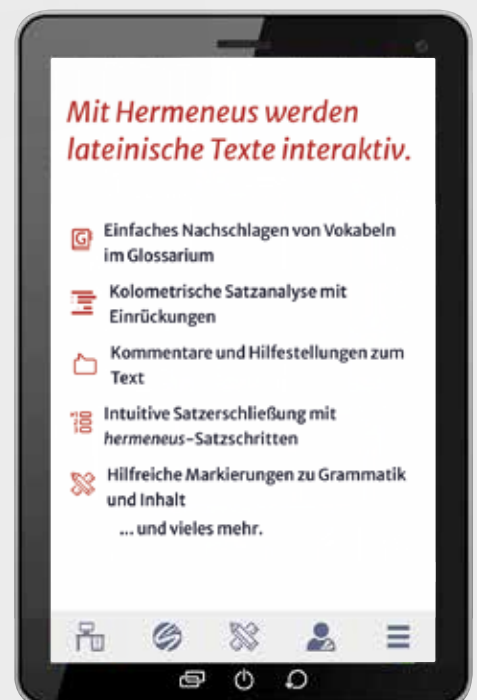 Mit Hermeneus werden
lateinische Texte interaktiv.
G
Einfaches Nachschlagen von Vokabeln
im Glossarium
Kolometrische Satzanalyse mit
Einrückungen
Kommentare und Hilfestellungen zum
Text
Intuitive Satzerschließung mit
hermeneus-Satzschritten
Hilfreiche Markierungen zu Grammatik
und Inhalt
... und vieles mehr.